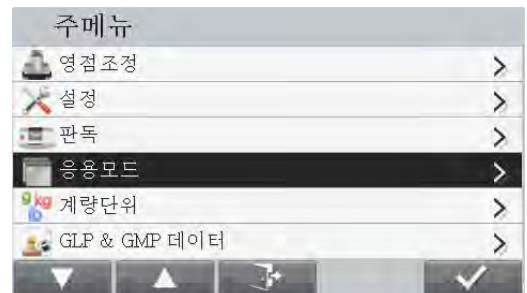 주메뉴
영점조정
설정
판독
응용모드
계량단위
GLP & GMP 데이터